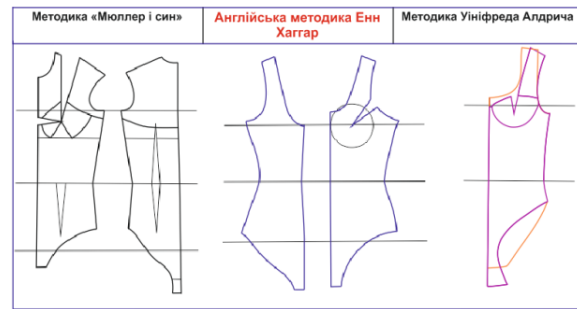 Методика «Мюллер і син»
Англійська методика Енн
Хаггар
Методика Уініфреда Алдрича